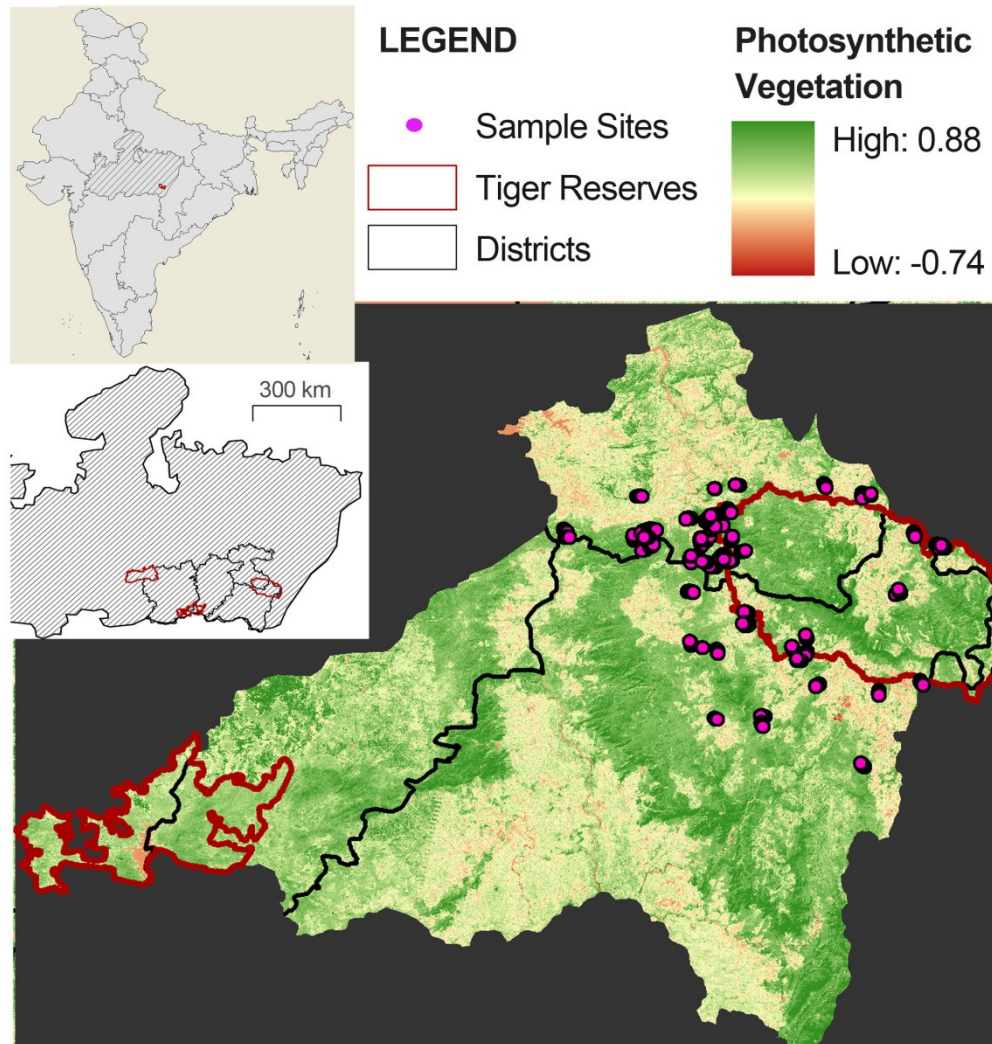 LEGEND
Sample Sites
Tiger Reserves
Districts
Photosynthetic
Vegetation
High: 0.88
Low: -0.74
300 km